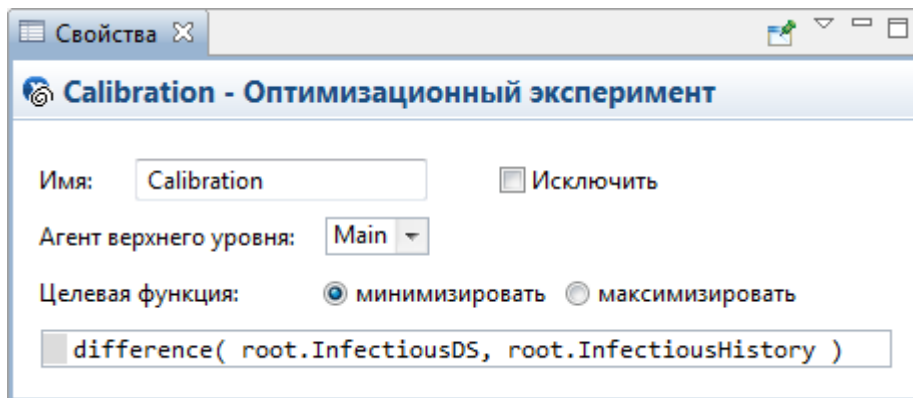 Свойства
Calibration - Оптимизационный эксперимент
Имя: Calibration Исключить
Агент верхнего уровня: Main
Целевая функция: минимизировать максимизировать
difference( root.InfectiousDS, root.InfectiousHistory )